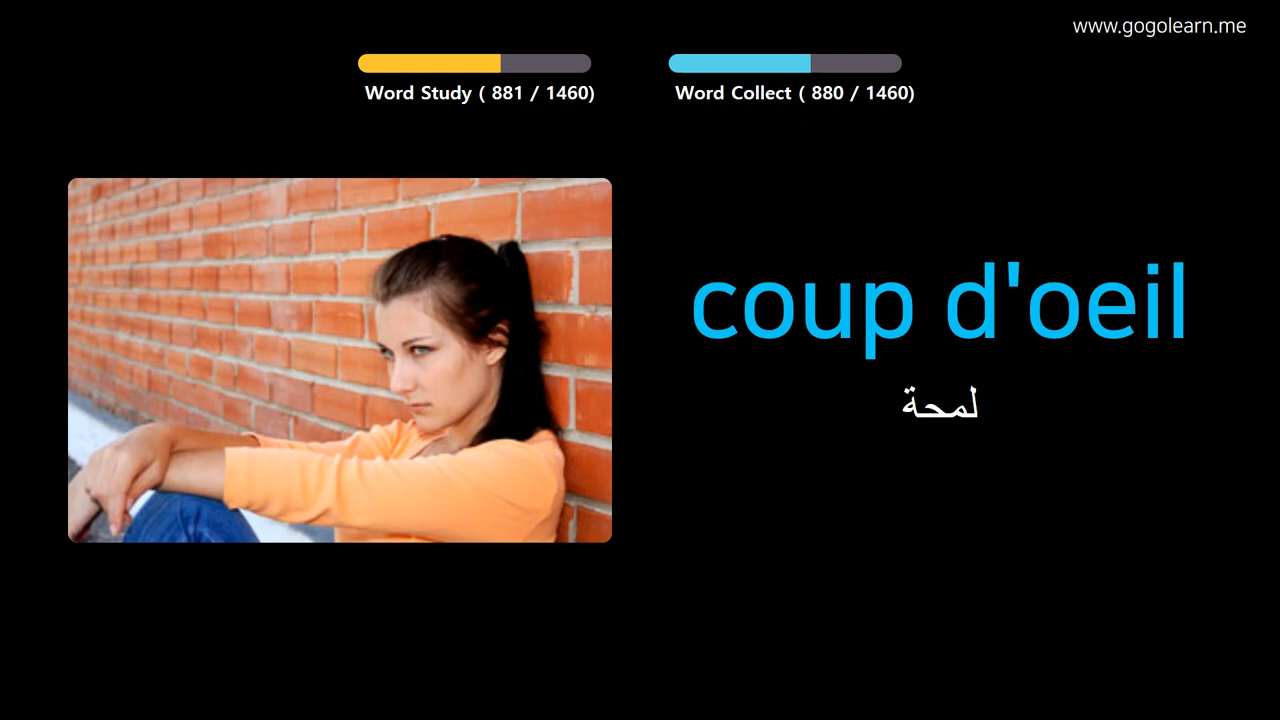 www.gogolearn.me
Word Study ( 881 / 1460)
Word Collect ( 880 / 1460)
coup d'oeil
لمحة